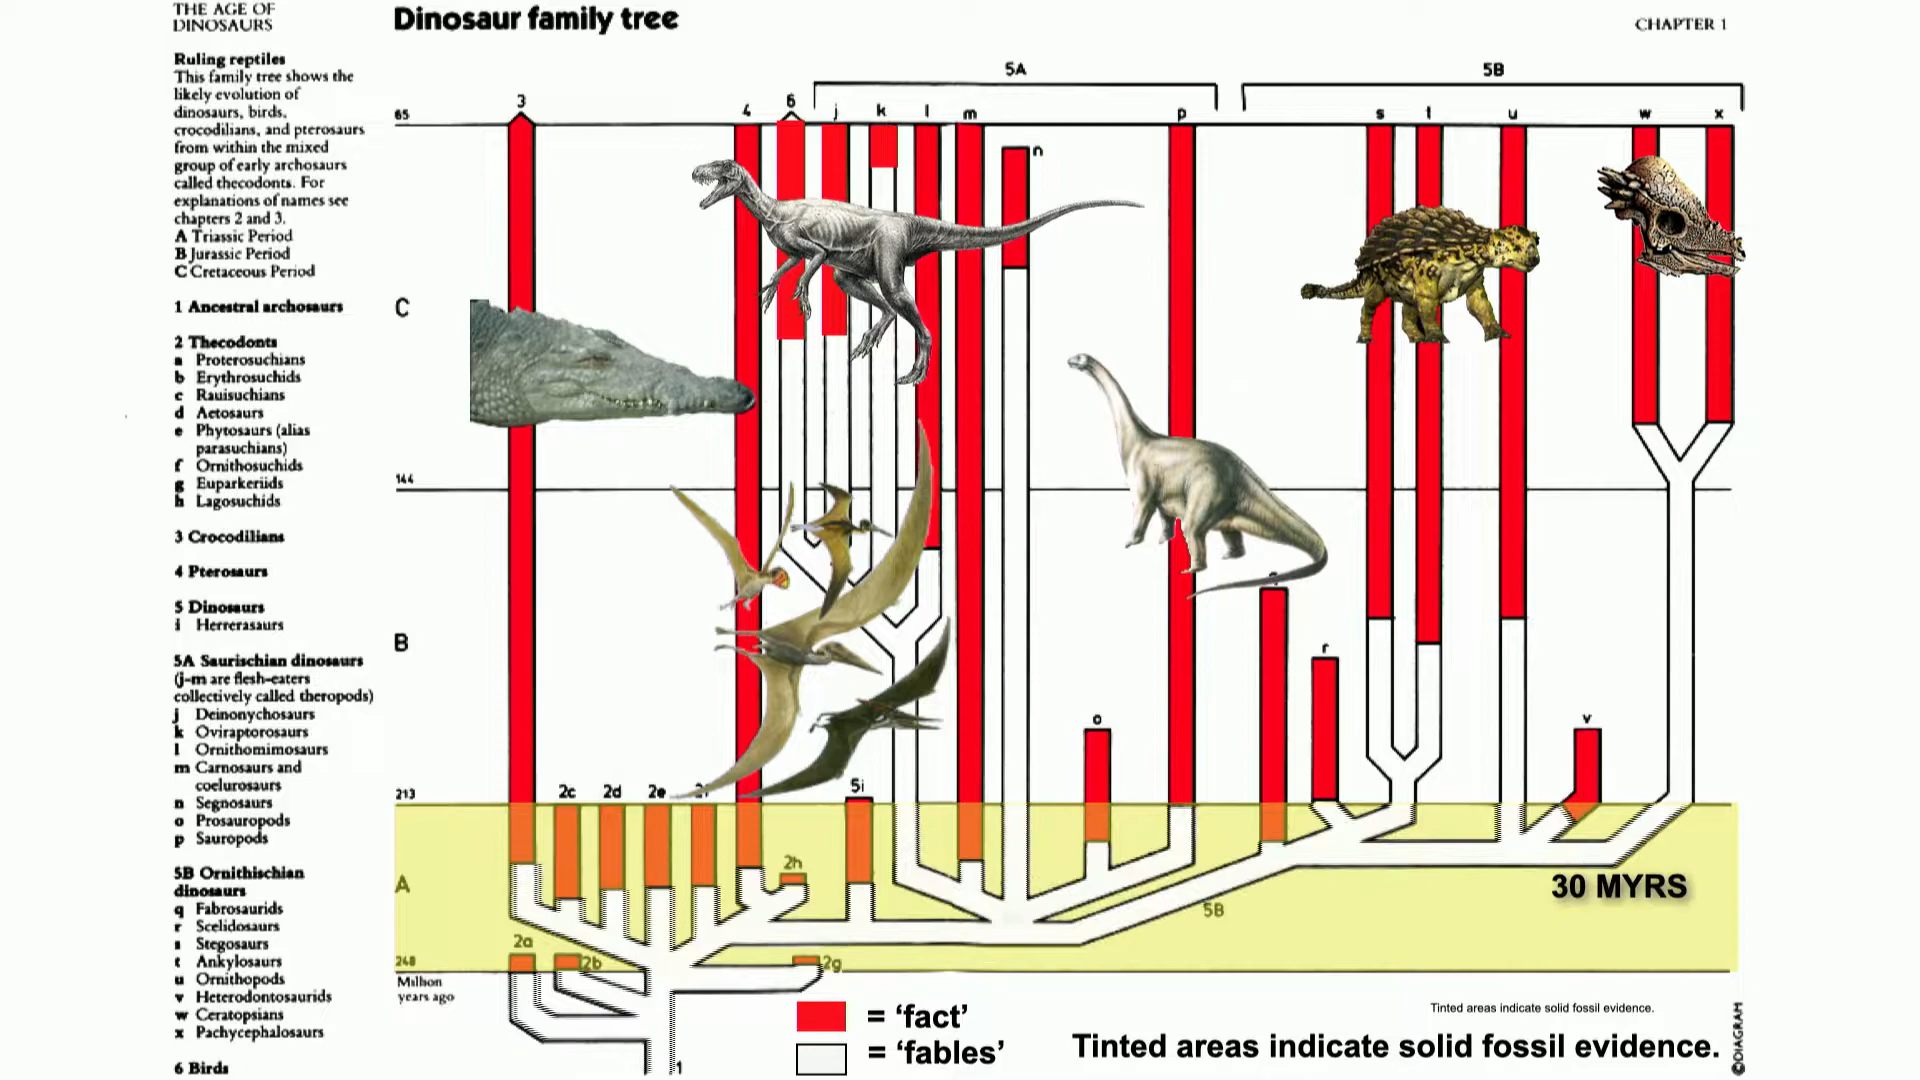 THE AGE OF
DINOSAURS
Dinosaur family tree
CHAPTER 1
Ruling reptiles
This family tree shows the
likely evolution of
dinosaurs, birds,
crocodilians, and pterosaurs
from within the mixed
group of early archosaurs
called thecodonts. For
explanations of names see
chapters 2 and 3.
A Triassic Period
B Jurassic Period
C Cretaceous Period
1 Ancestral archosaurs
2 Thecodonts
a Proterosuchians
b Erythrosuchids
c Rauisuchians
d Aetosaurs
e Phytosaurs (alias
parasuchians)
f Ornithosuchids
g Euparkeriids
h Lagosuchids
3 Crocodilians
4 Pterosaurs
5 Dinosaurs
i Herrerasaurs
5A Saurischian dinosaurs
(j-m are flesh-eaters
collectively called theropods)
j Deinonychosaurs
k Oviraptorosaurs
l Ornithomimosaurs
m Carnosaurs and
coelurosaurs
n Segnosaurs
o Prosauropods
p Sauropods
5B Ornithischian
dinosaurs
q Fabrosaurids
r Scelidosaurs
s Stegosaurs
t Ankylosaurs
u Ornithopods
v Heterodontosaurids
w Ceratopsians
x Pachycephalosaurs
6 Birds
5A
5B
3
4
6
j
k
l
m
p
s
t
u
w
x
65
n
C
144
B
r
o
v
213
2c
2d
2e
5i
2h
A
30 MYRS
5B
2a
2b
2g
248
Million
years ago
1
= ‘fact’
= ‘fables’
Tinted areas indicate solid fossil evidence.
Tinted areas indicate solid fossil evidence.
©DIAGRAM